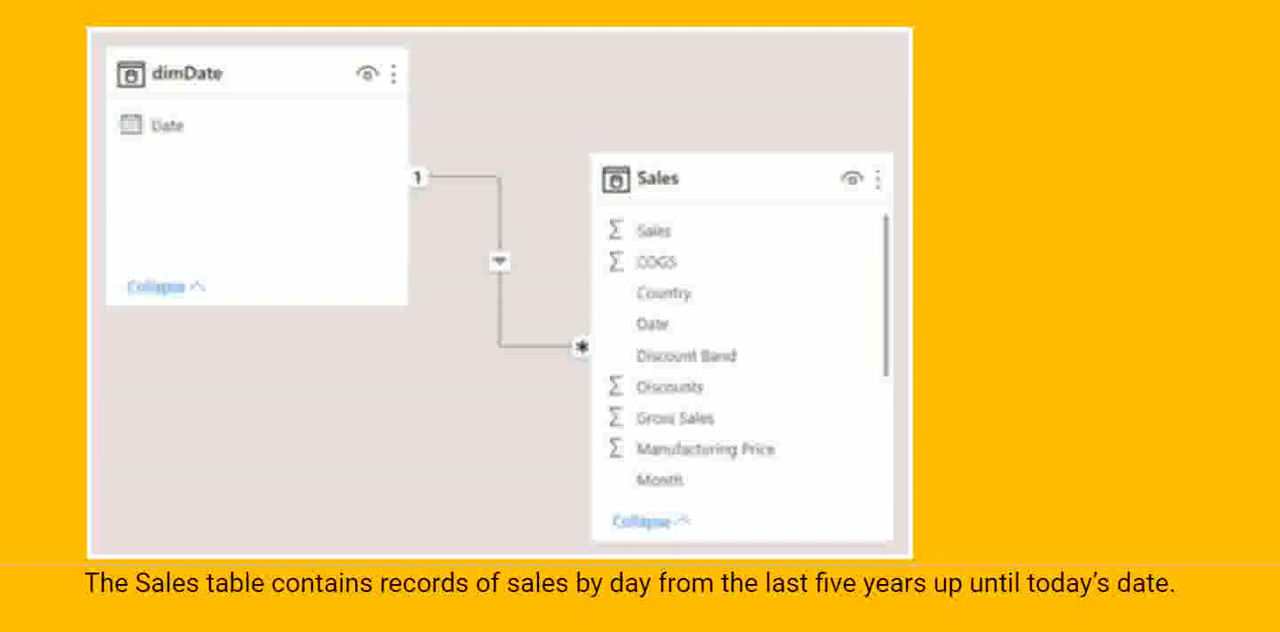 dimDate
Date
Collapse
1
Sales
Sales
COGS
Country
Date
Discount Band
Discounts
Gross Sales
Manufacturing Price
Month
Collapse
*
The Sales table contains records of sales by day from the last five years up until today’s date.